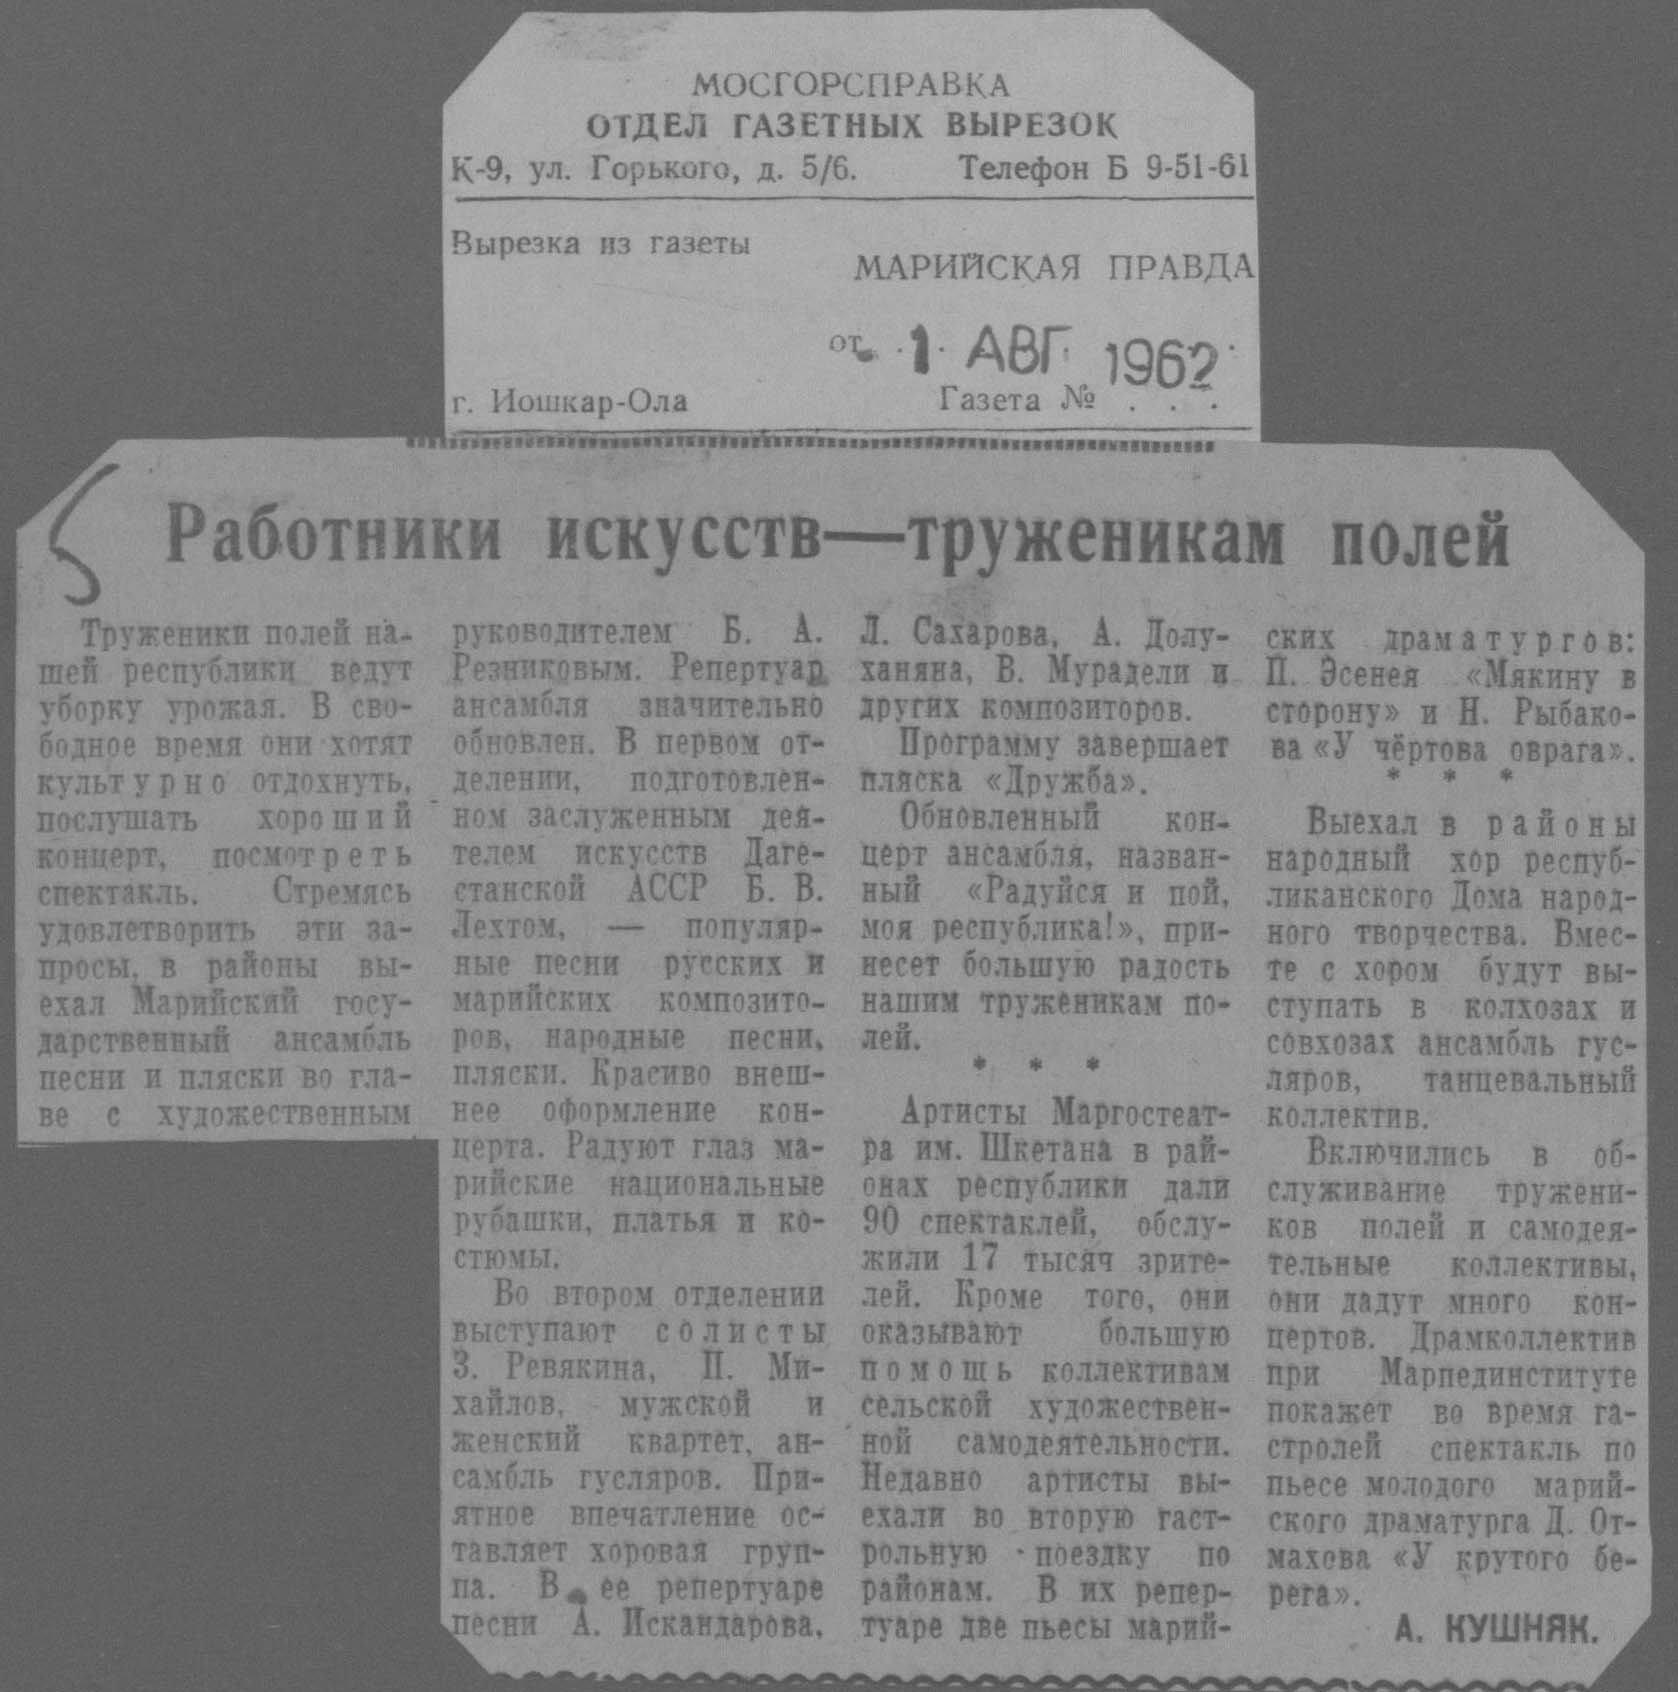 МОСГОРСПРАВКА
ОТДЕЛ ГАЗЕТНЫХ ВЫРЕЗОК
К-9, ул. Горького, д. 5/6. Телефон Б 9-51-61
Вырезка из газеты
МАРИЙСКАЯ ПРАВДА
от 1 АВГ 1962
г. Иошкар-Ола Газета № . . .
5
Работники искусств—труженикам полей
Труженики полей на-
шей республики ведут
уборку урожая. В сво-
бодное время они хотят
культурно отдохнуть,
послушать хороший
концерт, посмотреть
спектакль. Стремясь
удовлетворить эти за-
просы, в районы вы-
ехал Марийский госу-
дарственный ансамбль
песни и пляски во гла-
ве с художественным
руководителем Б. А.
Резниковым. Репертуар
ансамбля значительно
обновлен. В первом от-
делении, подготовлен-
ном заслуженным дея-
телем искусств Даге-
станской АССР Б. В.
Лехтом, — популяр-
ные песни русских и
марийских композито-
ров, народные песни,
пляски. Красиво внеш-
нее оформление кон-
церта. Радуют глаз ма-
рийские национальные
рубашки, платья и ко-
стюмы.
Во втором отделении
выступают солисты
З. Ревякина, П. Ми-
хайлов, мужской и
женский квартет, ан-
самбль гусляров. При-
ятное впечатление ос-
тавляет хоровая груп-
па. В ее репертуаре
песни А. Искандарова,
Л. Сахарова, А. Долу-
ханяна, В. Мурадели и
других композиторов.
Программу завершает
пляска «Дружба».
Обновленный кон-
церт ансамбля, назван-
ный «Радуйся и пой,
моя республика!», при-
несет большую радость
нашим труженикам по-
лей.
* * *
Артисты Маргостеат-
ра им. Шкетана в рай-
онах республики дали
90 спектаклей, обслу-
жили 17 тысяч зрите-
лей. Кроме того, они
оказывают большую
помощь коллективам
сельской художествен-
ной самодеятельности.
Недавно артисты вы-
ехали во вторую гаст-
рольную поездку по
районам. В их репер-
туаре две пьесы марий-
ских драматургов:
П. Эсенея «Мякину в
сторону» и Н. Рыбако-
ва «У чёртова оврага».
* * *
Выехал в районы
народный хор респуб-
ликанского Дома народ-
ного творчества. Вмес-
те с хором будут вы-
ступать в колхозах и
совхозах ансамбль гус-
ляров, танцевальный
коллектив.
Включились в об-
служивание тружени-
ков полей и самодея-
тельные коллективы,
они дадут много кон-
цертов. Драмколлектив
при Марпединституте
покажет во время га-
стролей спектакль по
пьесе молодого марий-
ского драматурга Д. От-
махова «У крутого бе-
рега».
А. КУШНЯК.